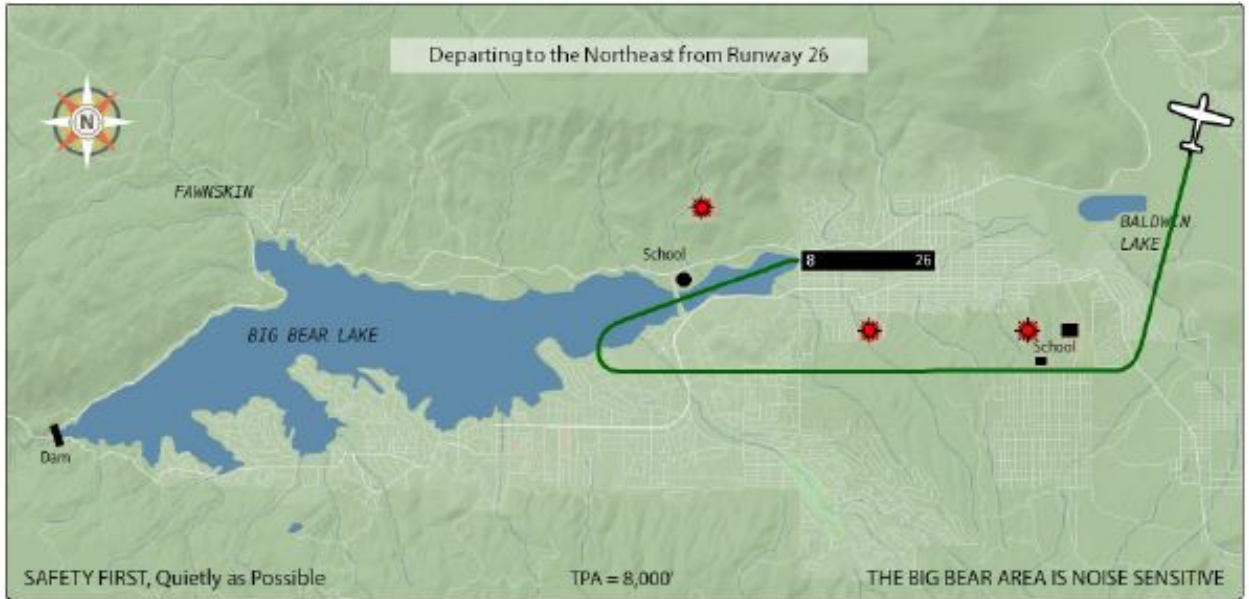 Departing to the Northeast from Runway 26
N
FAWNSKIN
BALDWIN
LAKE
School
8 26
BIG BEAR LAKE
School
Dam
SAFETY FIRST, Quietly as Possible
TPA = 8,000'
THE BIG BEAR AREA IS NOISE SENSITIVE